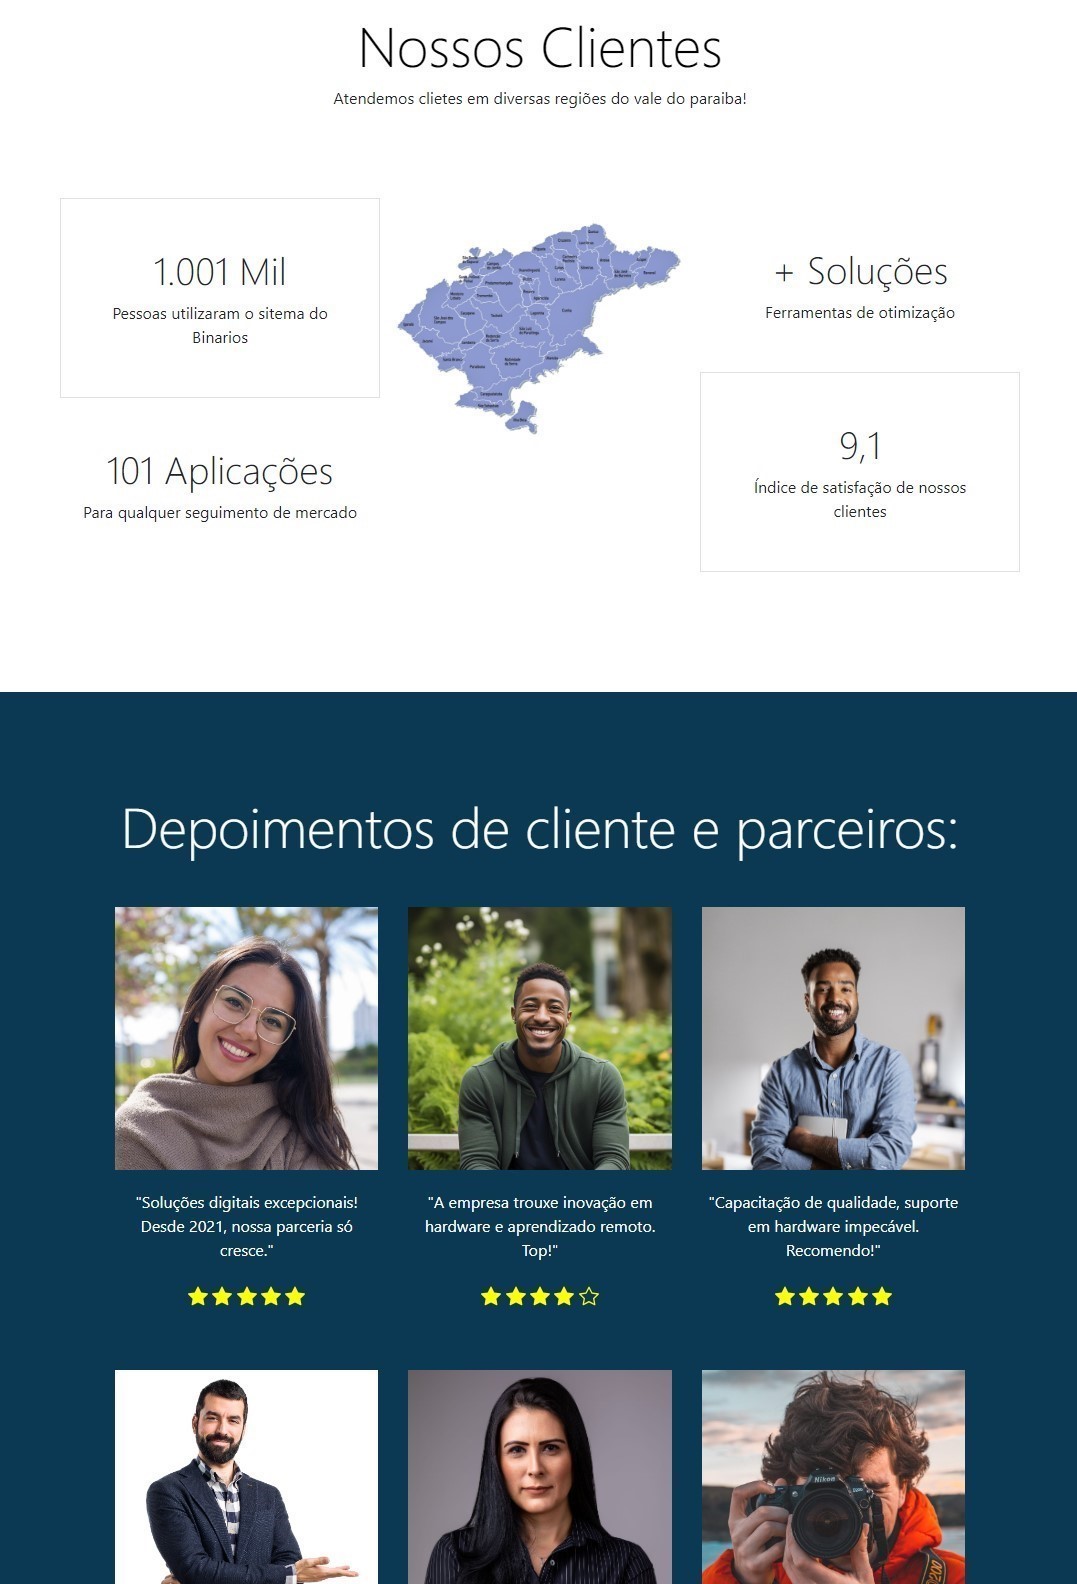 Nossos Clientes
Atendemos clietes em diversas regiões do vale do paraiba!
1.001 Mil
Pessoas utilizaram o sitema do
Binarios
101 Aplicações
Para qualquer seguimento de mercado
+ Soluções
Ferramentas de otimização
9,1
Índice de satisfação de nossos
clientes
Depoimentos de cliente e parceiros:
"Soluções digitais excepcionais!
Desde 2021, nossa parceria só
cresce."
"A empresa trouxe inovação em
hardware e aprendizado remoto.
Top!"
"Capacitação de qualidade, suporte
em hardware impecável.
Recomendo!"
Nikon